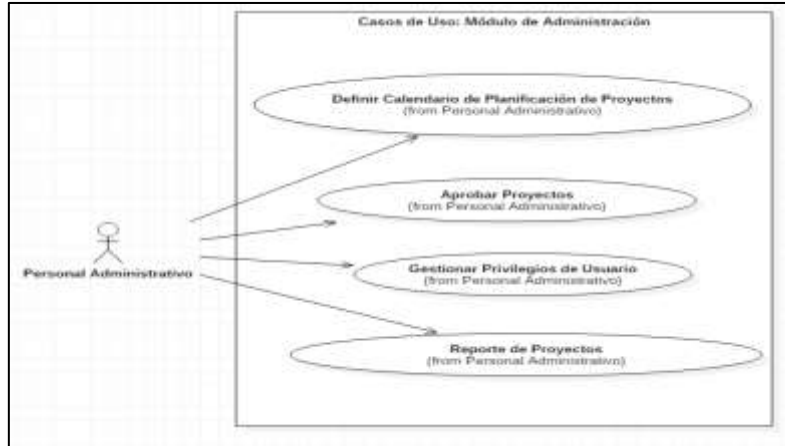 Casos de Uso: Módulo de Administración
Definir Calendario de Planificación de Proyectos
(from Personal Administrativo)
Aprobar Proyectos
(from Personal Administrativo)
Gestionar Privilegios de Usuario
(from Personal Administrativo)
Personal Administrativo
Reporte de Proyectos
(from Personal Administrativo)